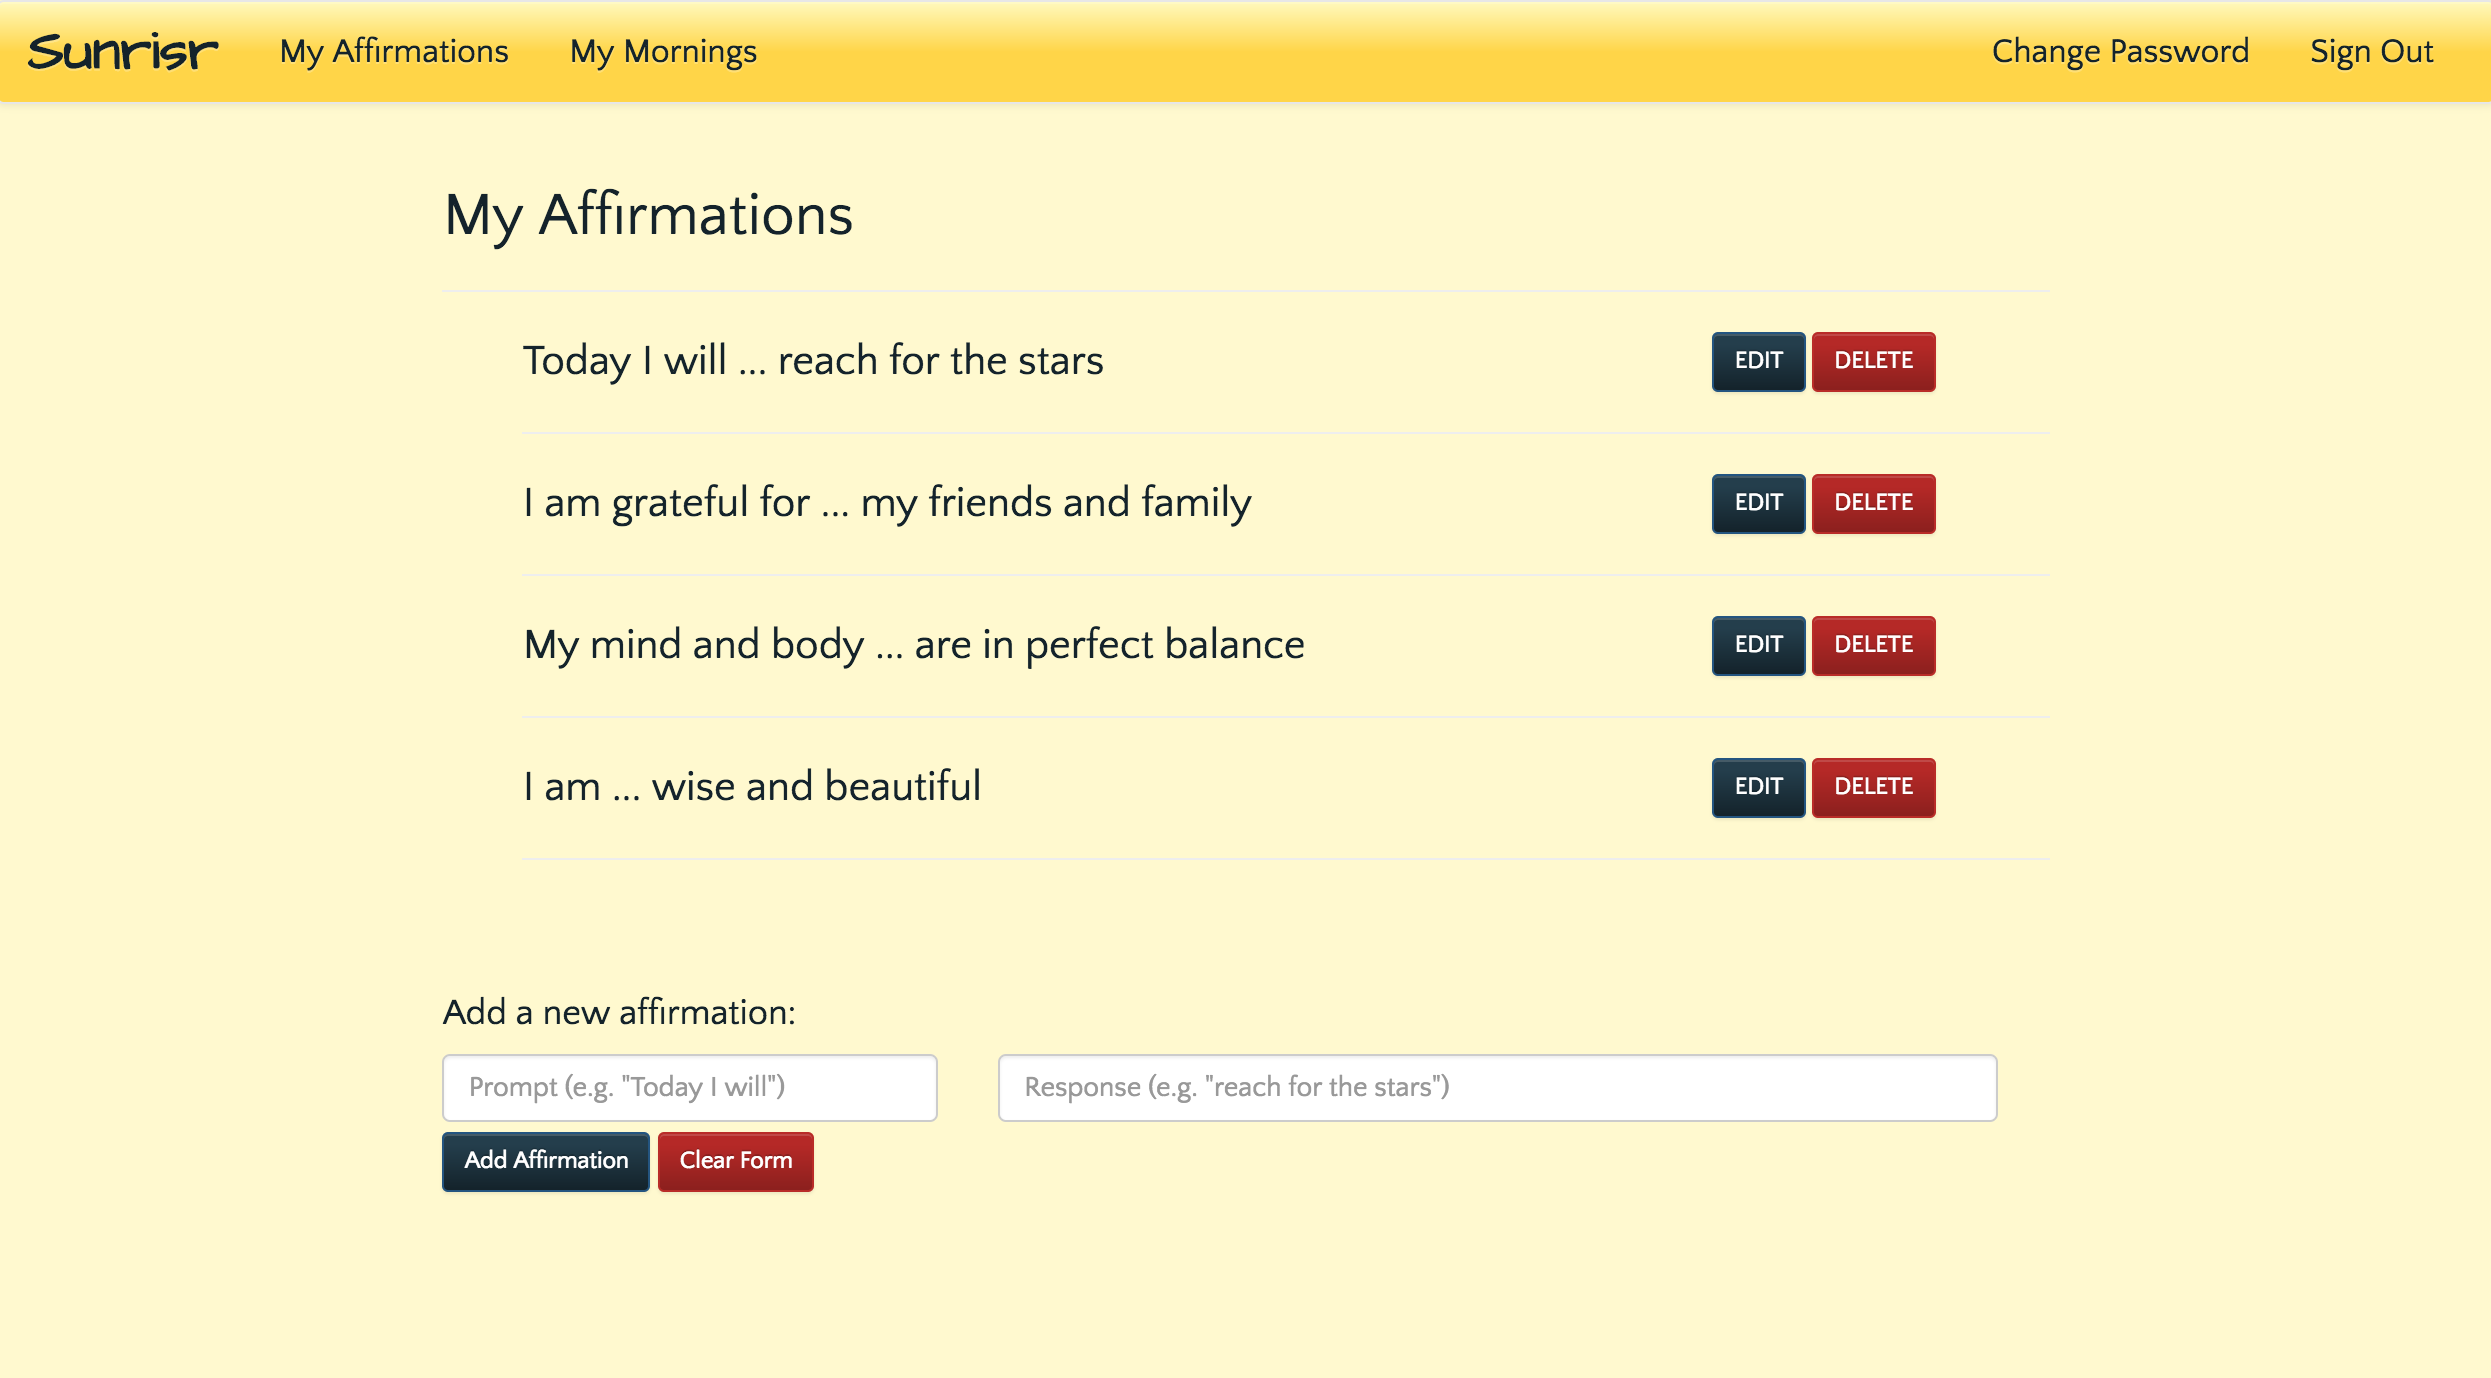 Sunrisr My Affirmations My Mornings Change Password Sign Out
My Affirmations
Today I will ... reach for the stars EDIT DELETE
I am grateful for ... my friends and family EDIT DELETE
My mind and body ... are in perfect balance EDIT DELETE
I am ... wise and beautiful EDIT DELETE
Add a new affirmation:
Prompt (e.g. "Today I will") Response (e.g. "reach for the stars")
Add Affirmation Clear Form